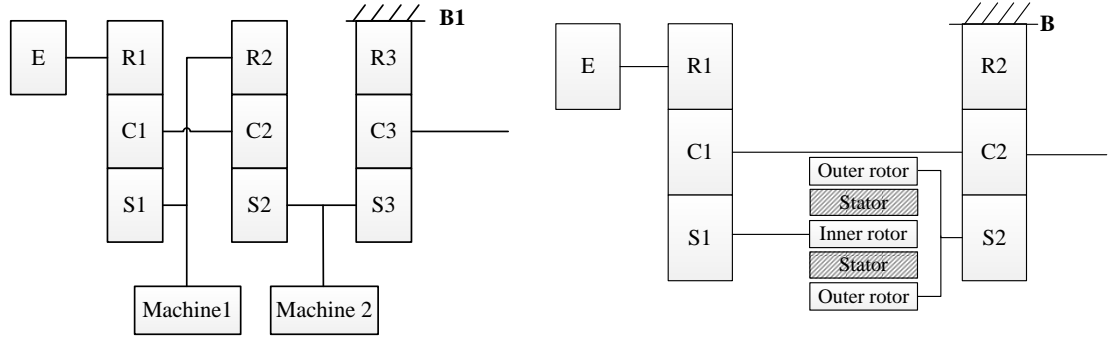 B1
E
R1
R2
R3
C1
C2
C3
S1
S2
S3
Machine1
Machine 2
B
E
R1
R2
C1
C2
Outer rotor
Stator
S1
Inner rotor
S2
Stator
Outer rotor